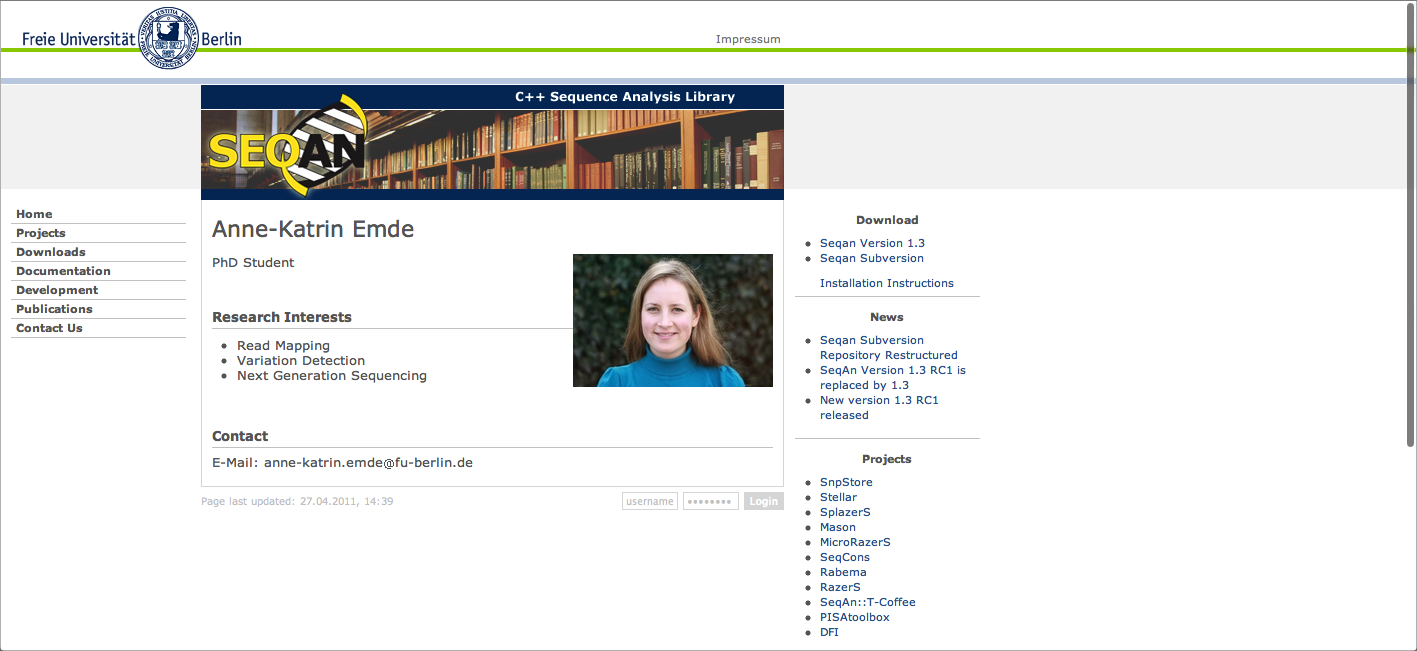 Freie Universität Berlin
Impressum
C++ Sequence Analysis Library
SEQAN
Home
Projects
Downloads
Documentation
Development
Publications
Contact Us
Anne-Katrin Emde
PhD Student
Research Interests
Read Mapping
Variation Detection
Next Generation Sequencing
Contact
E-Mail: anne-katrin.emde@fu-berlin.de
Page last updated: 27.04.2011, 14:39
username
••••••••
Login
Download
Seqan Version 1.3
Seqan Subversion
Installation Instructions
News
Seqan Subversion
Repository Restructured
SeqAn Version 1.3 RC1 is
replaced by 1.3
New version 1.3 RC1
released
Projects
SnpStore
Stellar
SplazerS
Mason
MicroRazerS
SeqCons
Rabema
RazerS
SeqAn::T-Coffee
PISAtoolbox
DFI